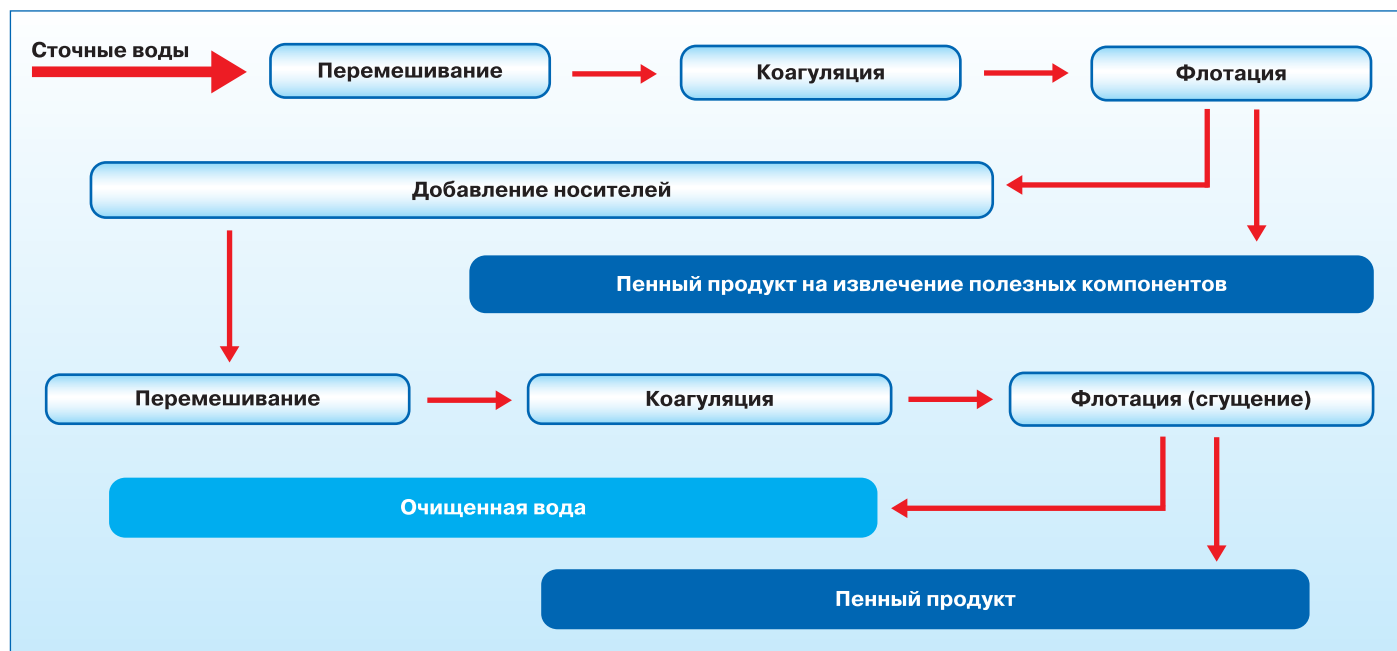 Сточные воды
Перемешивание
Коагуляция
Флотация
Добавление носителей
Пенный продукт на извлечение полезных компонентов
Перемешивание
Коагуляция
Флотация (сгущение)
Очищенная вода
Пенный продукт